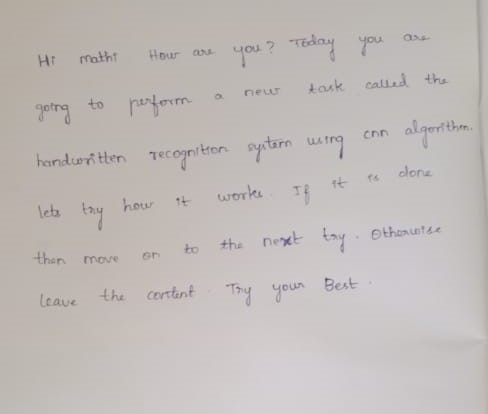 Hi mathi How are you? Today you are
going to perform a new task called the
handwritten recognition system using cnn algorithm.
lets try how it works. If it is done
then move on to the next try. Otherwise
leave the content. Try your Best.